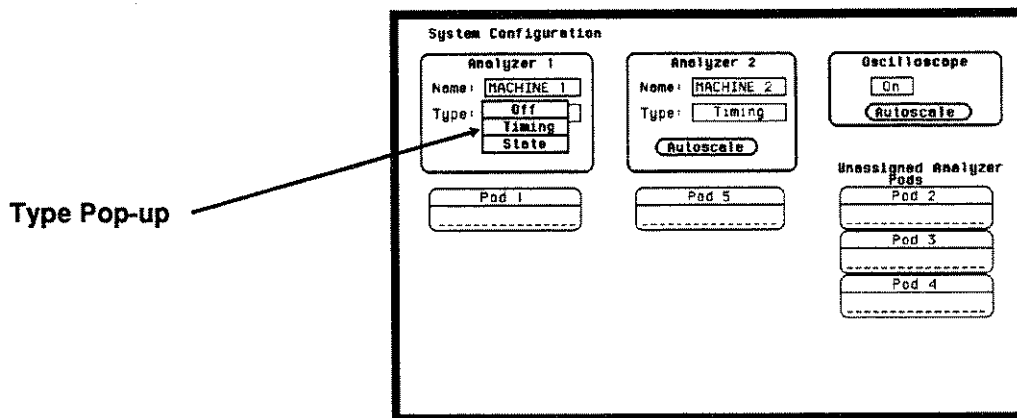 System Configuration
Analyzer 1
Name: MACHINE 1
Type:
Off
Timing
State
Analyzer 2
Name: MACHINE 2
Type: Timing
Autoscale
Oscilloscope
On
Autoscale
Unassigned Analyzer
Pods
Pod 1
Pod 5
Pod 2
Pod 3
Pod 4
Type Pop-up